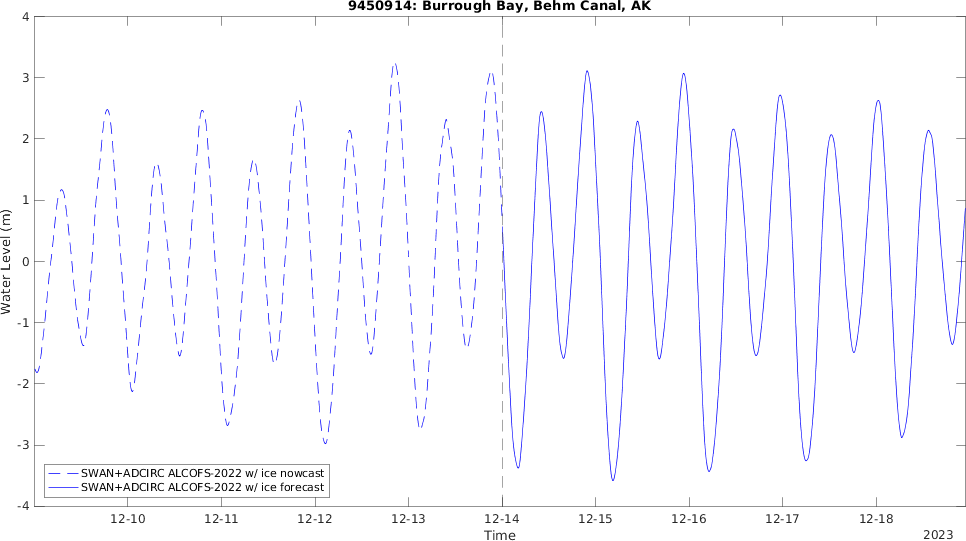 9450914: Burrough Bay, Behm Canal, AK
4
3
2
1
0
-1
-2
-3
-4
Water Level (m)
SWAN+ADCIRC ALCOFS-2022 w/ ice nowcast
SWAN+ADCIRC ALCOFS-2022 w/ ice forecast
12-10 12-11 12-12 12-13 12-14 12-15 12-16 12-17 12-18
Time
2023